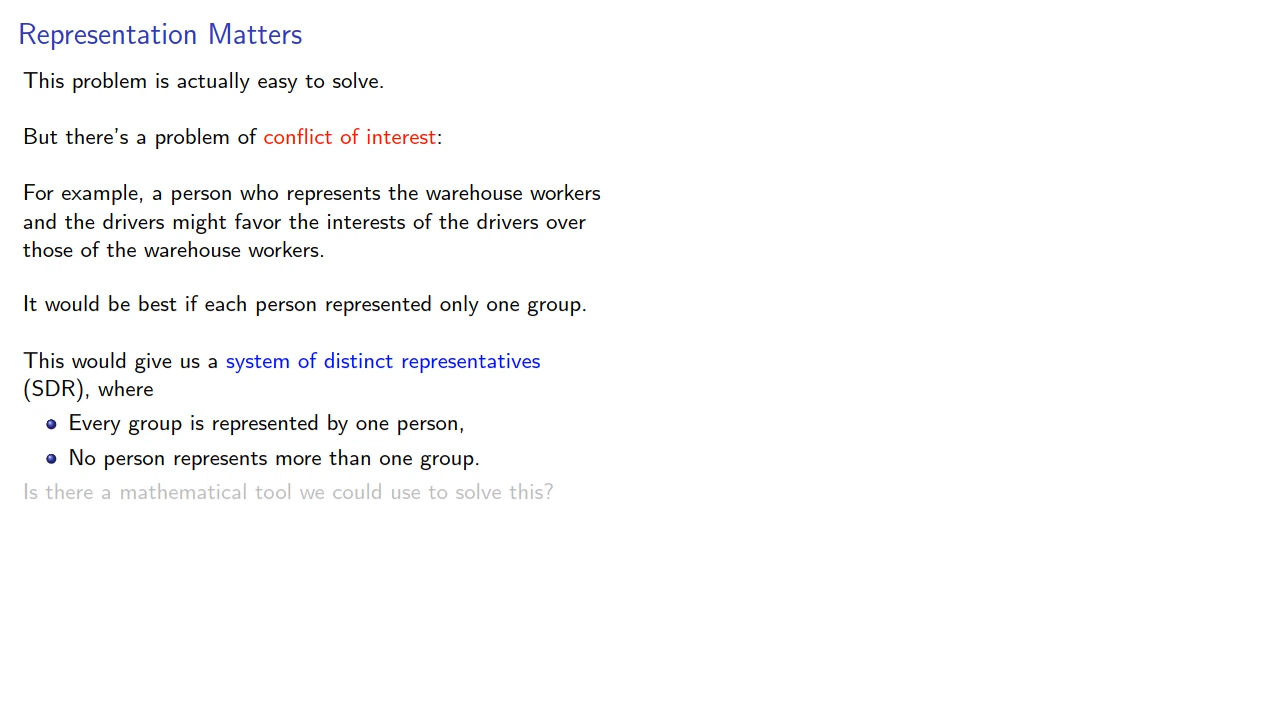 Representation Matters
This problem is actually easy to solve.
But there's a problem of conflict of interest:
For example, a person who represents the warehouse workers
and the drivers might favor the interests of the drivers over
those of the warehouse workers.
It would be best if each person represented only one group.
This would give us a system of distinct representatives
(SDR), where
Every group is represented by one person,
No person represents more than one group.
Is there a mathematical tool we could use to solve this?